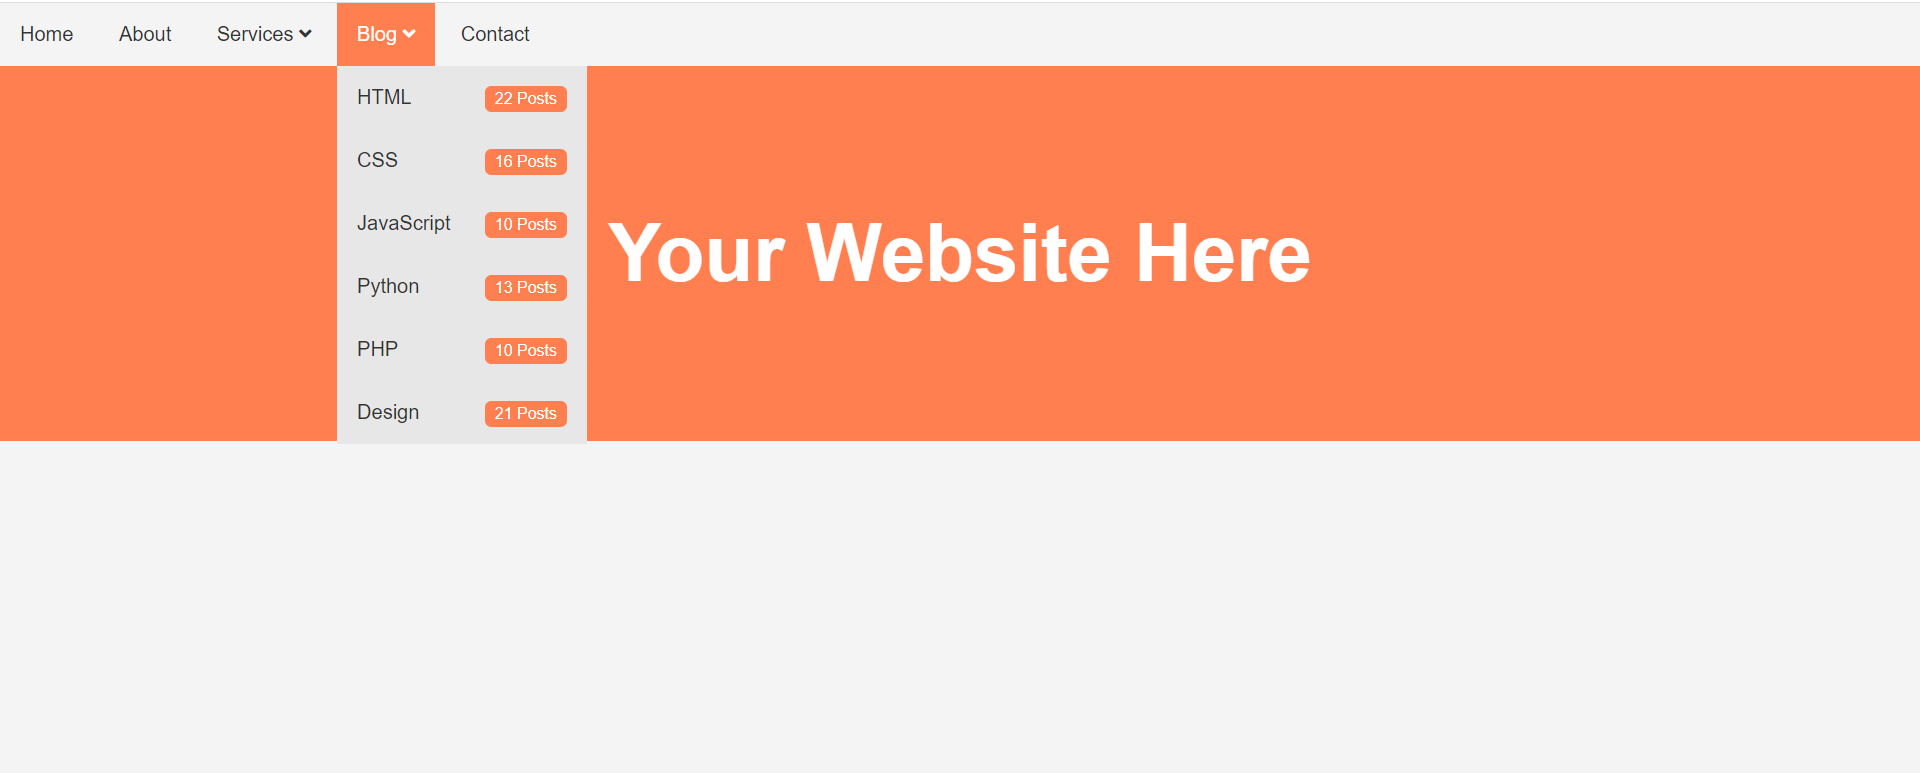 Home About Services Blog Contact
HTML 22 Posts
CSS 16 Posts
JavaScript 10 Posts
Python 13 Posts
PHP 10 Posts
Design 21 Posts
Your Website Here